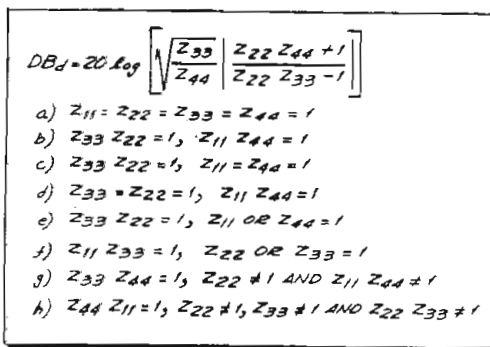 DBd = 20 log [ √(Z33/Z44) | (Z22 Z44 + 1)/(Z22 Z33 - 1) | ]
a) Z11 = Z22 = Z33 = Z44 = 1
b) Z33 Z22 = 1, Z11 Z44 = 1
c) Z33 Z22 = 1, Z11 = Z44 = 1
d) Z33 = Z22 = 1, Z11 Z44 = 1
e) Z33 Z22 = 1, Z11 OR Z44 = 1
f) Z11 Z33 = 1, Z22 OR Z33 = 1
g) Z33 Z44 = 1, Z22 ≠ 1 AND Z11 Z44 ≠ 1
h) Z44 Z11 = 1, Z22 ≠ 1, Z33 ≠ 1 AND Z22 Z33 ≠ 1